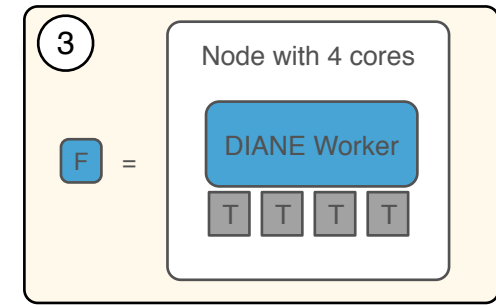 3
Node with 4 cores
F =
DIANE Worker
T T T T